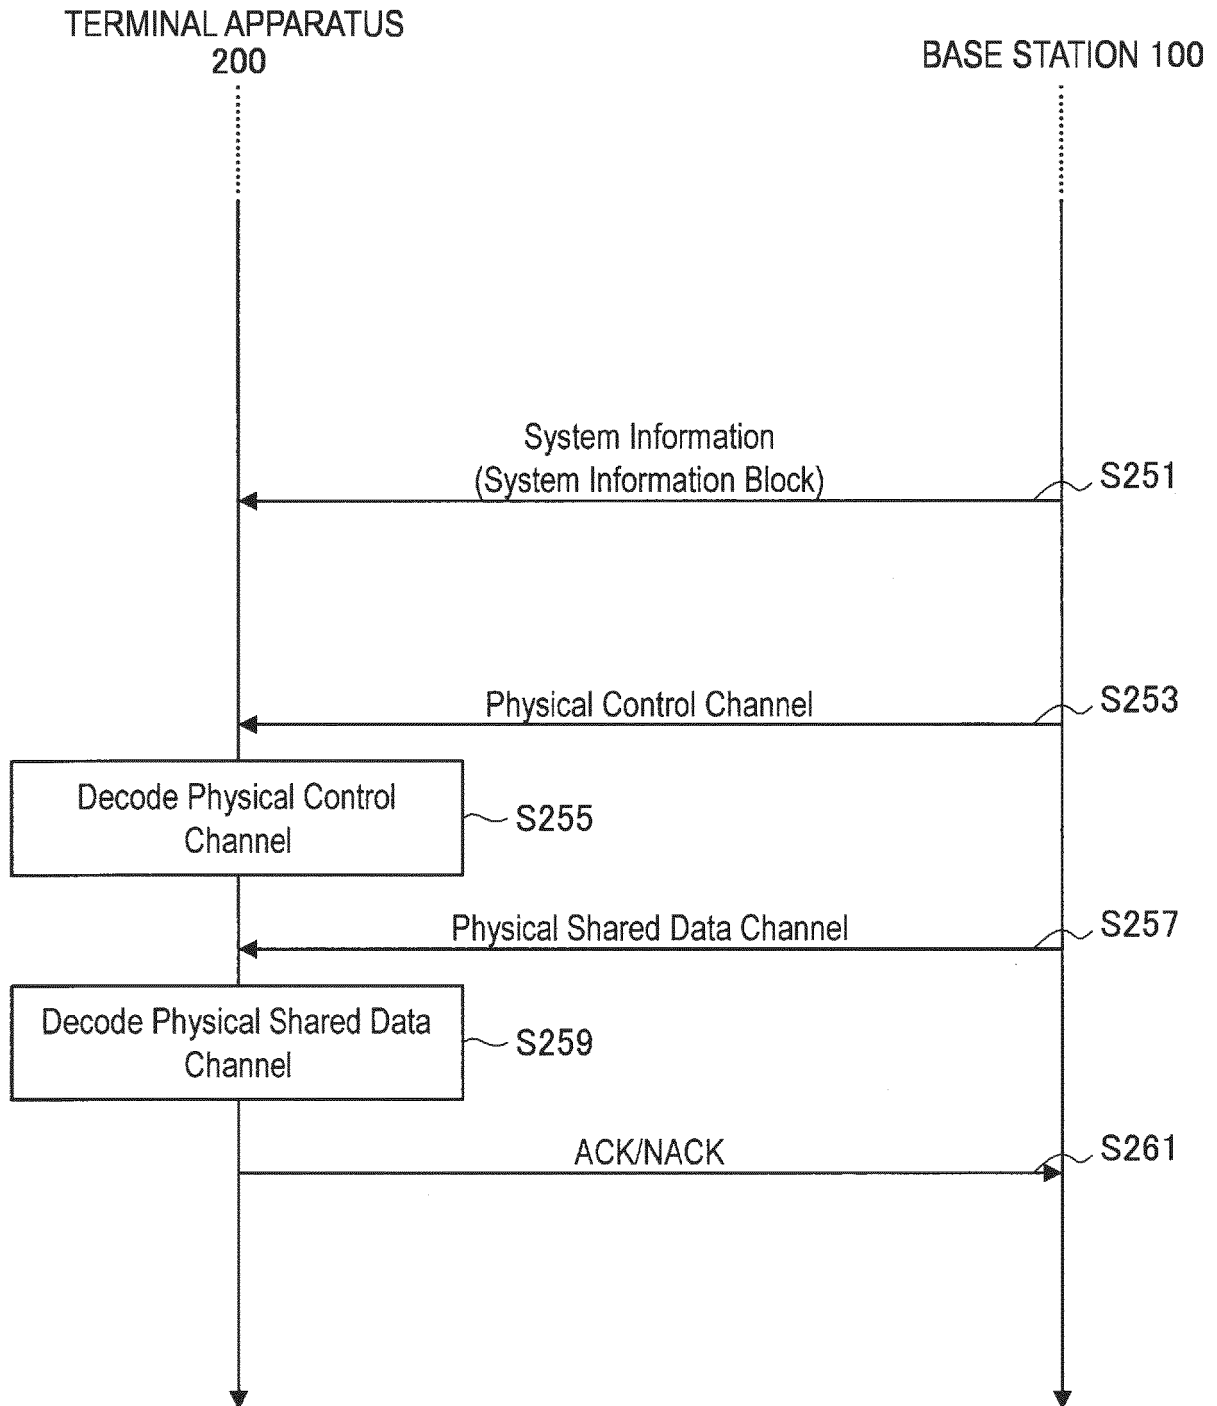 TERMINAL APPARATUS
200
BASE STATION 100
System Information
(System Information Block)
S251
Physical Control Channel
S253
Decode Physical Control
Channel
S255
Physical Shared Data Channel
S257
Decode Physical Shared Data
Channel
S259
ACK/NACK
S261